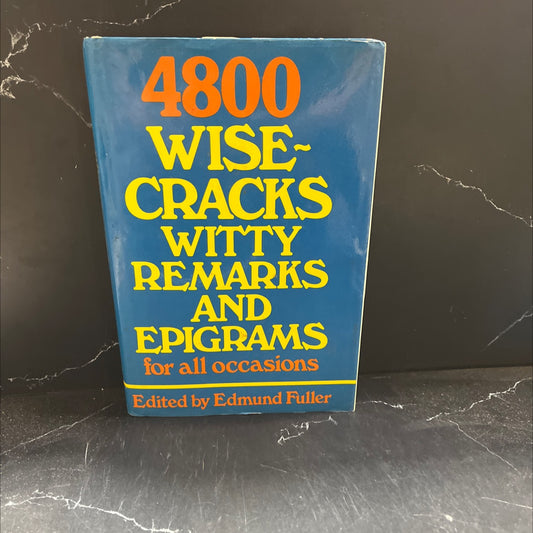 4800
WISE~
CRACKS
WITTY
REMARKS
AND
EPIGRAMS
for all occasions
Edited by Edmund Fuller